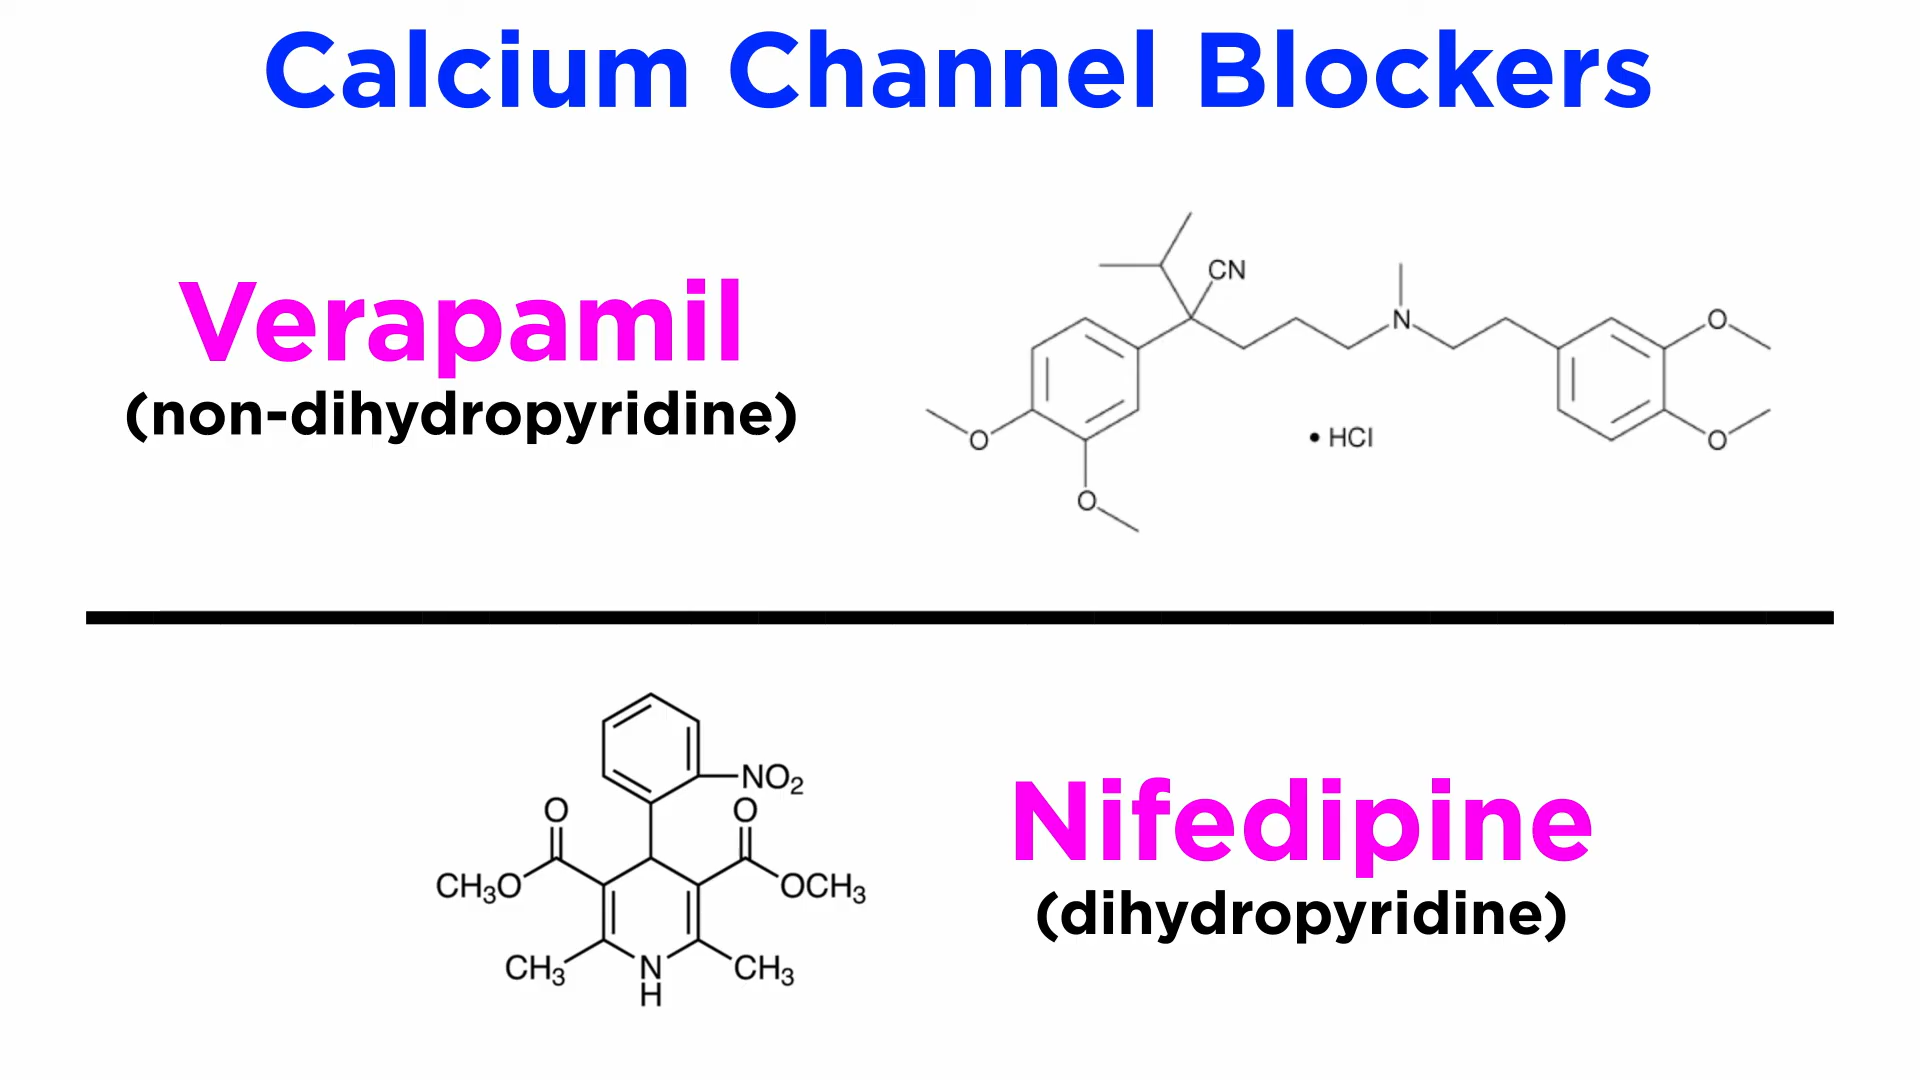 Calcium Channel Blockers
CN
Verapamil
N
O
(non-dihydropyridine)
O
• HCl
O
O
NO₂
O
O
Nifedipine
CH₃O
OCH₃
(dihydropyridine)
CH₃
N
CH₃
H